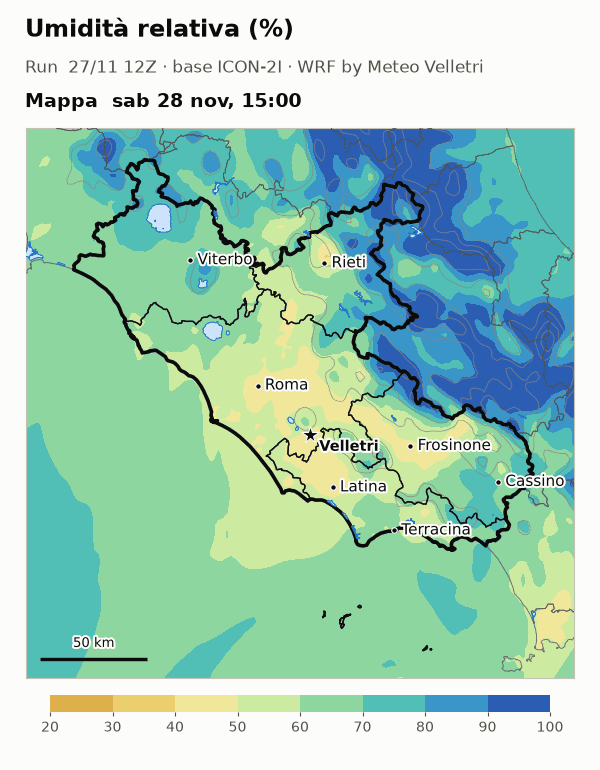 Umidità relativa (%)
Run 27/11 12Z · base ICON-2I · WRF by Meteo Velletri
Mappa sab 28 nov, 15:00
Viterbo
Rieti
Roma
Velletri
Frosinone
Latina
Cassino
Terracina
50 km
20 30 40 50 60 70 80 90 100